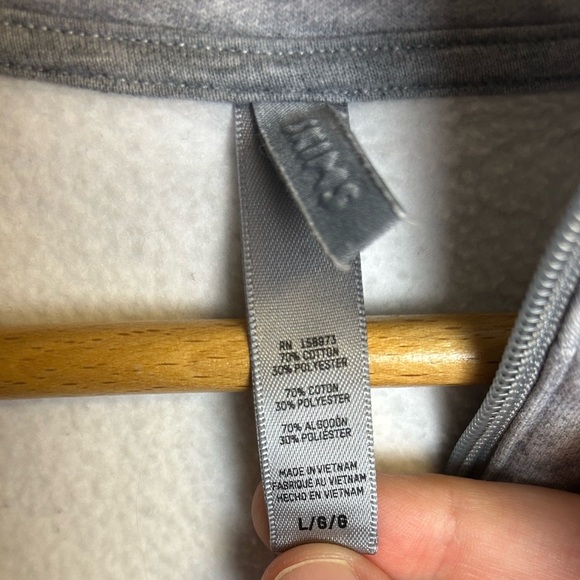 SKIMS
RN 158973
70% COTTON
30% POLYESTER
70% COTON
30% POLYESTER
70% ALGODÓN
30% POLIÉSTER
MADE IN VIETNAM
FABRIQUÉ AU VIETNAM
HECHO EN VIETNAM
L/G/G